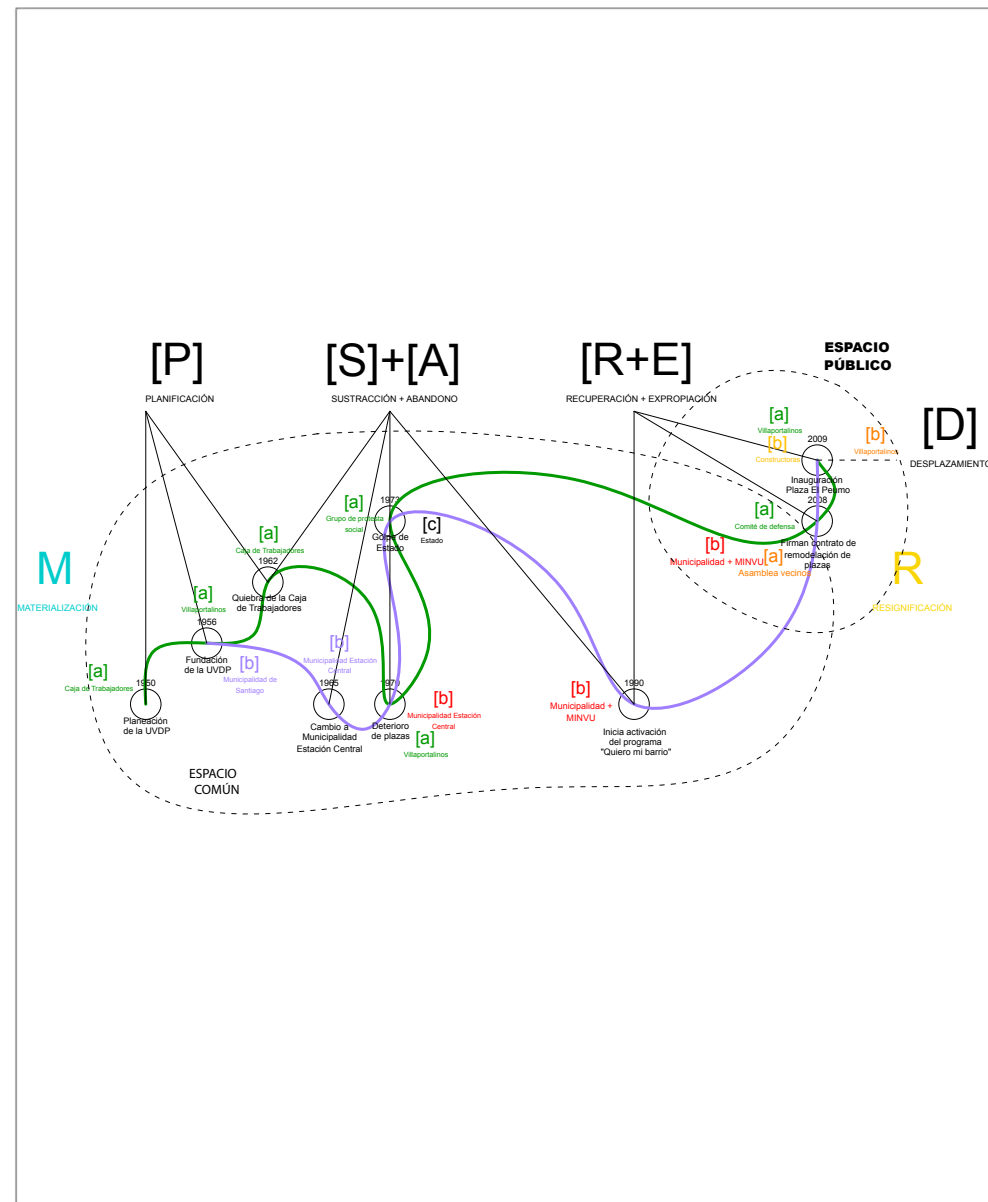 [P]
PLANIFICACIÓN
[S]+[A]
SUSTRACCIÓN + ABANDONO
[R+E]
RECUPERACIÓN + EXPROPIACIÓN
ESPACIO
PÚBLICO
[D]
DESPLAZAMIENTO
[a]
Villaportalinos
[b]
Constructoras
2009
[b]
Villaportalinos
Inauguración
Plaza El Peumo
2008
[a]
Comité de defensa
Firman contrato de
remodelación de
plazas
[b]
Municipalidad + MINVU
[a]
Asamblea vecinos
R
RESIGNIFICACIÓN
M
MATERIALIZACIÓN
[a]
Grupo de protesta
social
1973
Golpe de
Estado
[c]
Estado
[a]
Caja de Trabajadores
1962
Quiebra de la Caja
de Trabajadores
[a]
Villaportalinos
1956
Fundación
de la UVDP
[b]
Municipalidad de
Santiago
[b]
Municipalidad Estación
Central
[a]
Caja de Trabajadores
1950
Planeación
de la UVDP
1965
Cambio a
Municipalidad
Estación Central
1970
Deterioro
de plazas
[b]
Municipalidad Estación
Central
[a]
Villaportalinos
[b]
Municipalidad +
MINVU
1990
Inicia activación
del programa
"Quiero mi barrio"
ESPACIO
COMÚN